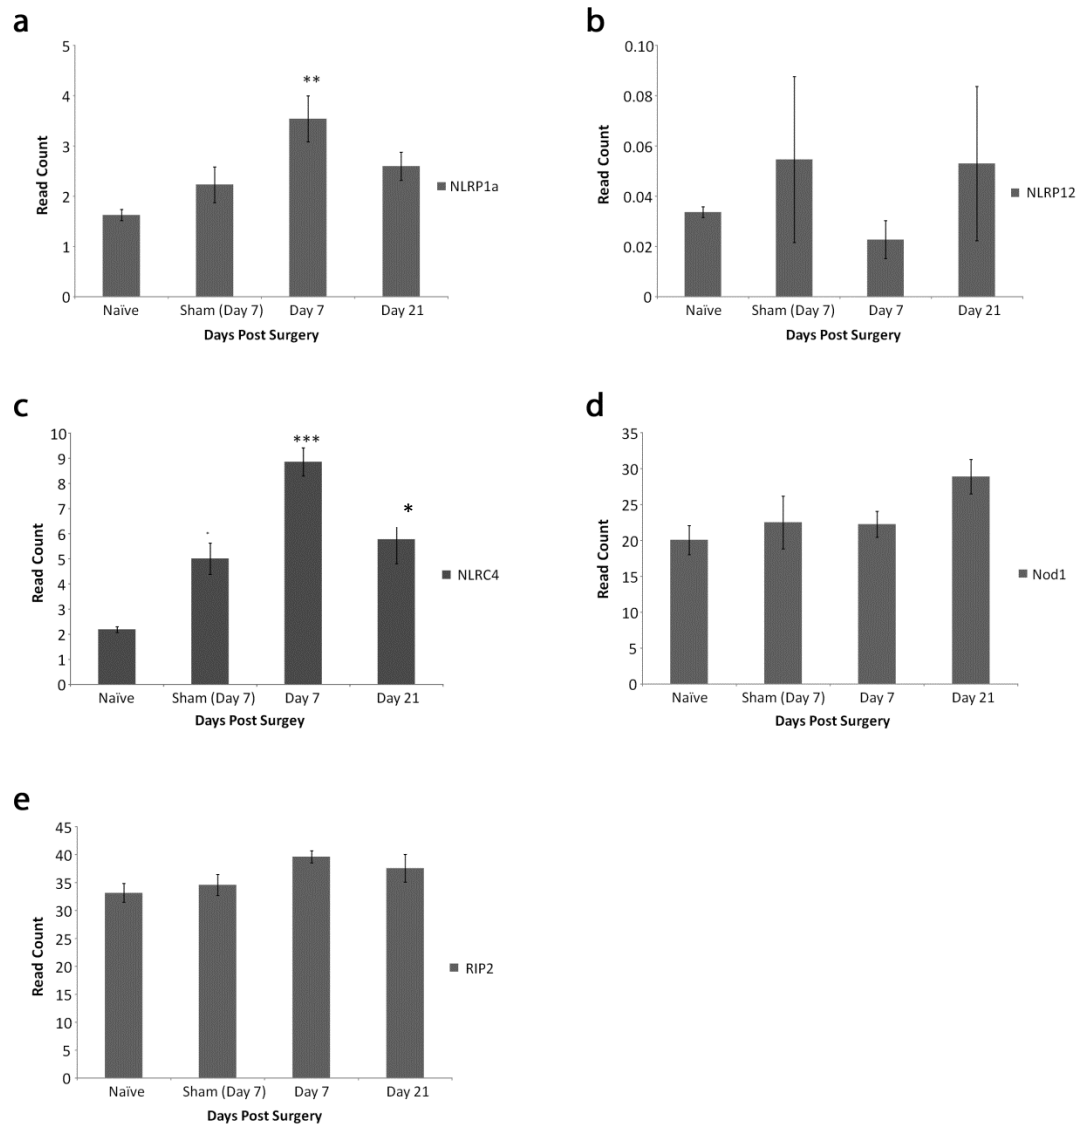 a
5
4
3
2
1
0
Read Count
**
Naïve
Sham (Day 7)
Day 7
Day 21
Days Post Surgery
NLRP1a
b
0.10
0.08
0.06
0.04
0.02
0
Read Count
Naïve
Sham (Day 7)
Day 7
Day 21
Days Post Surgery
NLRP12
c
10
9
8
7
6
5
4
3
2
1
0
Read Count
***
*
Naïve
Sham (Day 7)
Day 7
Day 21
Days Post Surgey
NLRC4
d
35
30
25
20
15
10
5
0
Read Count
Naïve
Sham (Day 7)
Day 7
Day 21
Days Post Surgery
Nod1
e
45
40
35
30
25
20
15
10
5
0
Read Count
Naïve
Sham (Day 7)
Day 7
Day 21
Days Post Surgery
RIP2